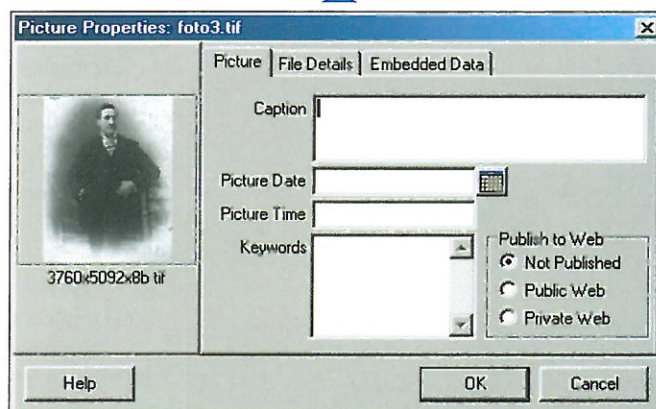 Picture Properties: foto3.tif
Picture File Details Embedded Data
Caption
Picture Date
Picture Time
Keywords
Publish to Web
Not Published
Public Web
Private Web
3760x5092x8b tif
Help OK Cancel